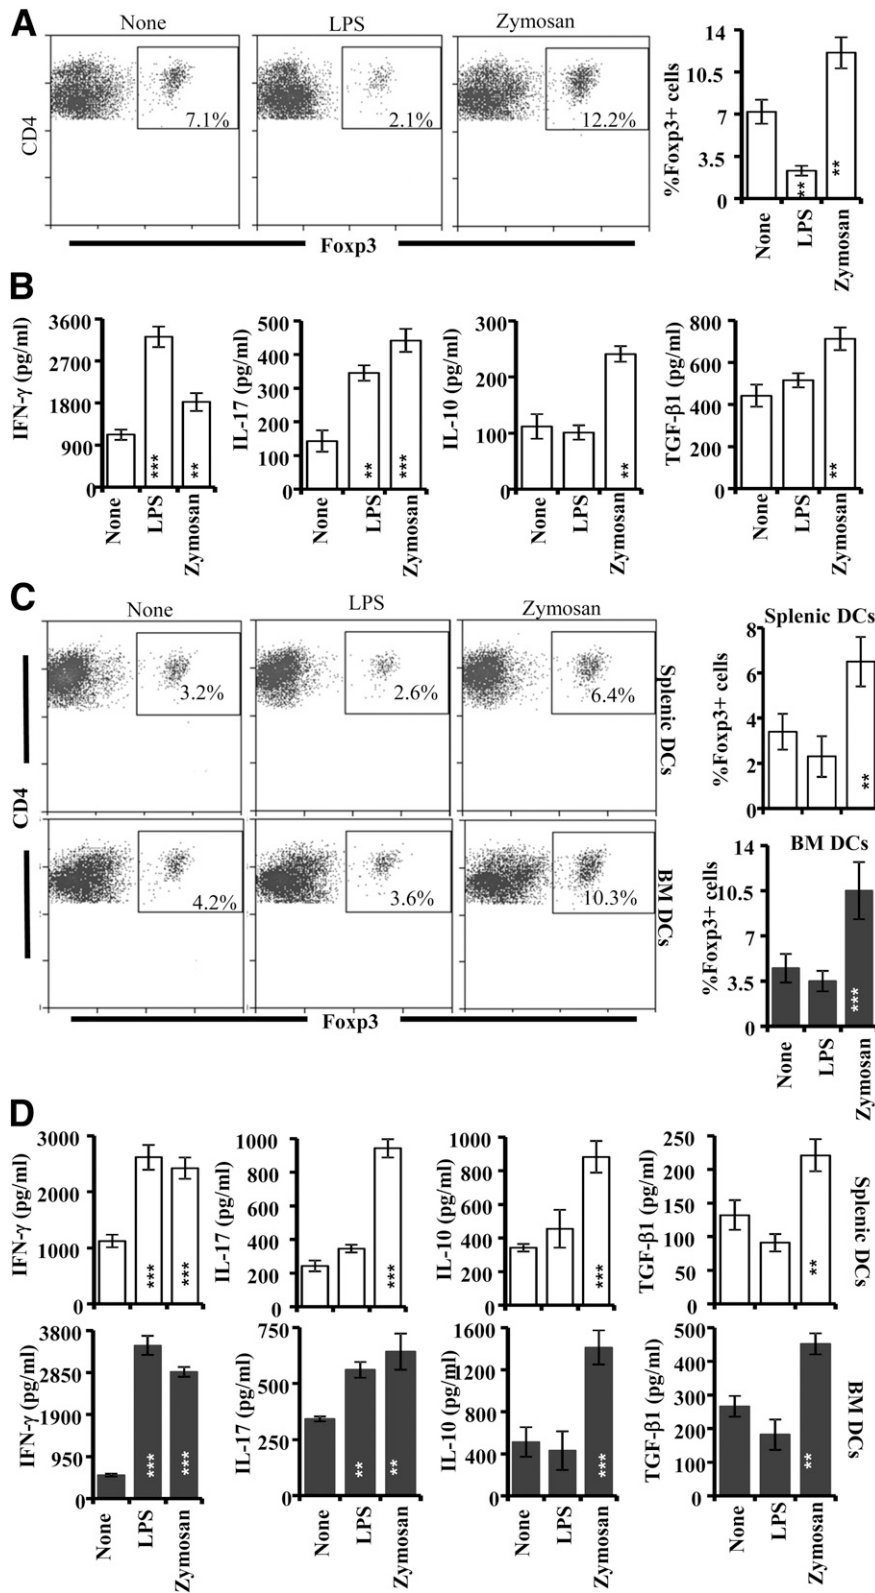 A
None
LPS
Zymosan
CD4
7.1%
2.1%
12.2%
Foxp3
%Foxp3+ cells
14
10.5
7
3.5
0
**
**
None
LPS
Zymosan
B
IFN-γ (pg/ml)
3600
2700
1800
900
0
***
**
None
LPS
Zymosan
IL-17 (pg/ml)
500
400
300
200
100
0
**
***
None
LPS
Zymosan
IL-10 (pg/ml)
300
200
100
0
**
None
LPS
Zymosan
TGF-β1 (pg/ml)
800
600
400
200
0
**
None
LPS
Zymosan
C
None
LPS
Zymosan
CD4
3.2%
2.6%
6.4%
Splenic DCs
4.2%
3.6%
10.3%
BM DCs
Foxp3
Splenic DCs
%Foxp3+ cells
8
6
4
2
0
**
BM DCs
%Foxp3+ cells
14
10.5
7
3.5
0
***
None
LPS
Zymosan
D
IFN-γ (pg/ml)
3000
2000
1000
0
***
***
IL-17 (pg/ml)
1000
800
600
400
200
0
***
IL-10 (pg/ml)
1000
800
600
400
200
0
***
TGF-β1 (pg/ml)
250
200
150
100
50
0
**
Splenic DCs
IFN-γ (pg/ml)
3800
2850
1900
950
0
***
***
None
LPS
Zymosan
IL-17 (pg/ml)
750
500
250
0
**
**
None
LPS
Zymosan
IL-10 (pg/ml)
1600
1200
800
400
0
***
None
LPS
Zymosan
TGF-β1 (pg/ml)
500
400
300
200
100
0
**
None
LPS
Zymosan
BM DCs